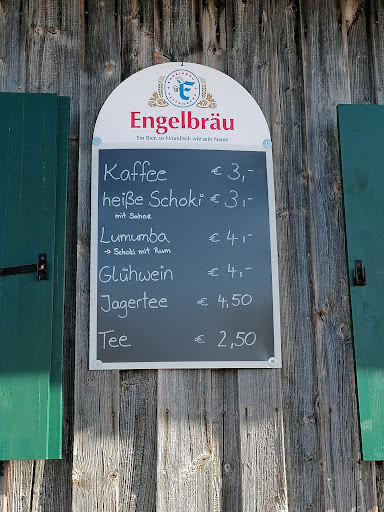 Engelbräu
Ein Bier, so himmlisch wie sein Name
Kaffee € 3,-
heiße Schoki € 3,-
mit Sahne
Lumumba € 4,-
→ Schoki mit Rum
Glühwein € 4,-
Jagertee € 4,50
Tee € 2,50